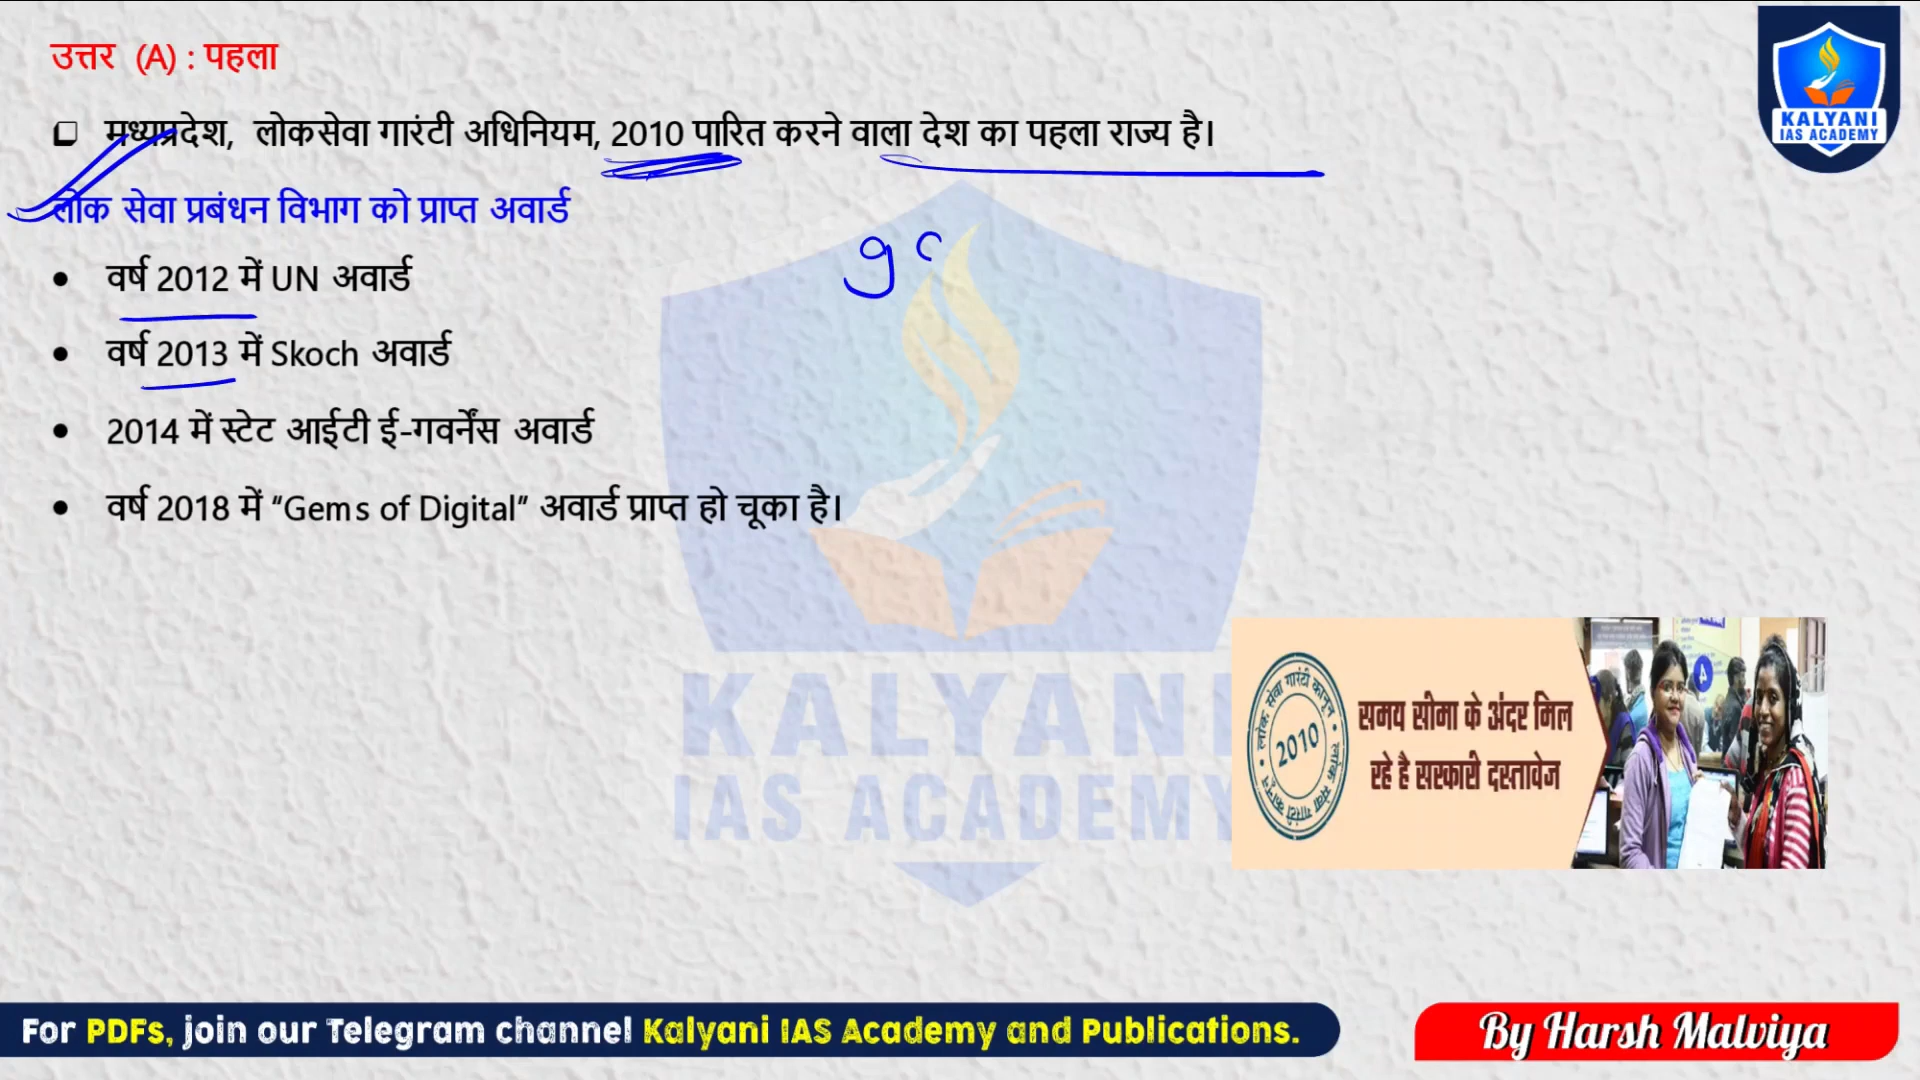 उत्तर (A) : पहला
मध्यप्रदेश, लोकसेवा गारंटी अधिनियम, 2010 पारित करने वाला देश का पहला राज्य है।
लोक सेवा प्रबंधन विभाग को प्राप्त अवार्ड
वर्ष 2012 में UN अवार्ड
वर्ष 2013 में Skoch अवार्ड
2014 में स्टेट आईटी ई-गवर्नेंस अवार्ड
वर्ष 2018 में “Gems of Digital” अवार्ड प्राप्त हो चूका है।
KALYANI
IAS ACADEMY
KALYANI
IAS ACADEMY
लोक सेवा गारंटी कानून
2010
समय सीमा के अंदर मिल
रहे है सरकारी दस्तावेज
4
For PDFs, join our Telegram channel Kalyani IAS Academy and Publications.
By Harsh Malviya